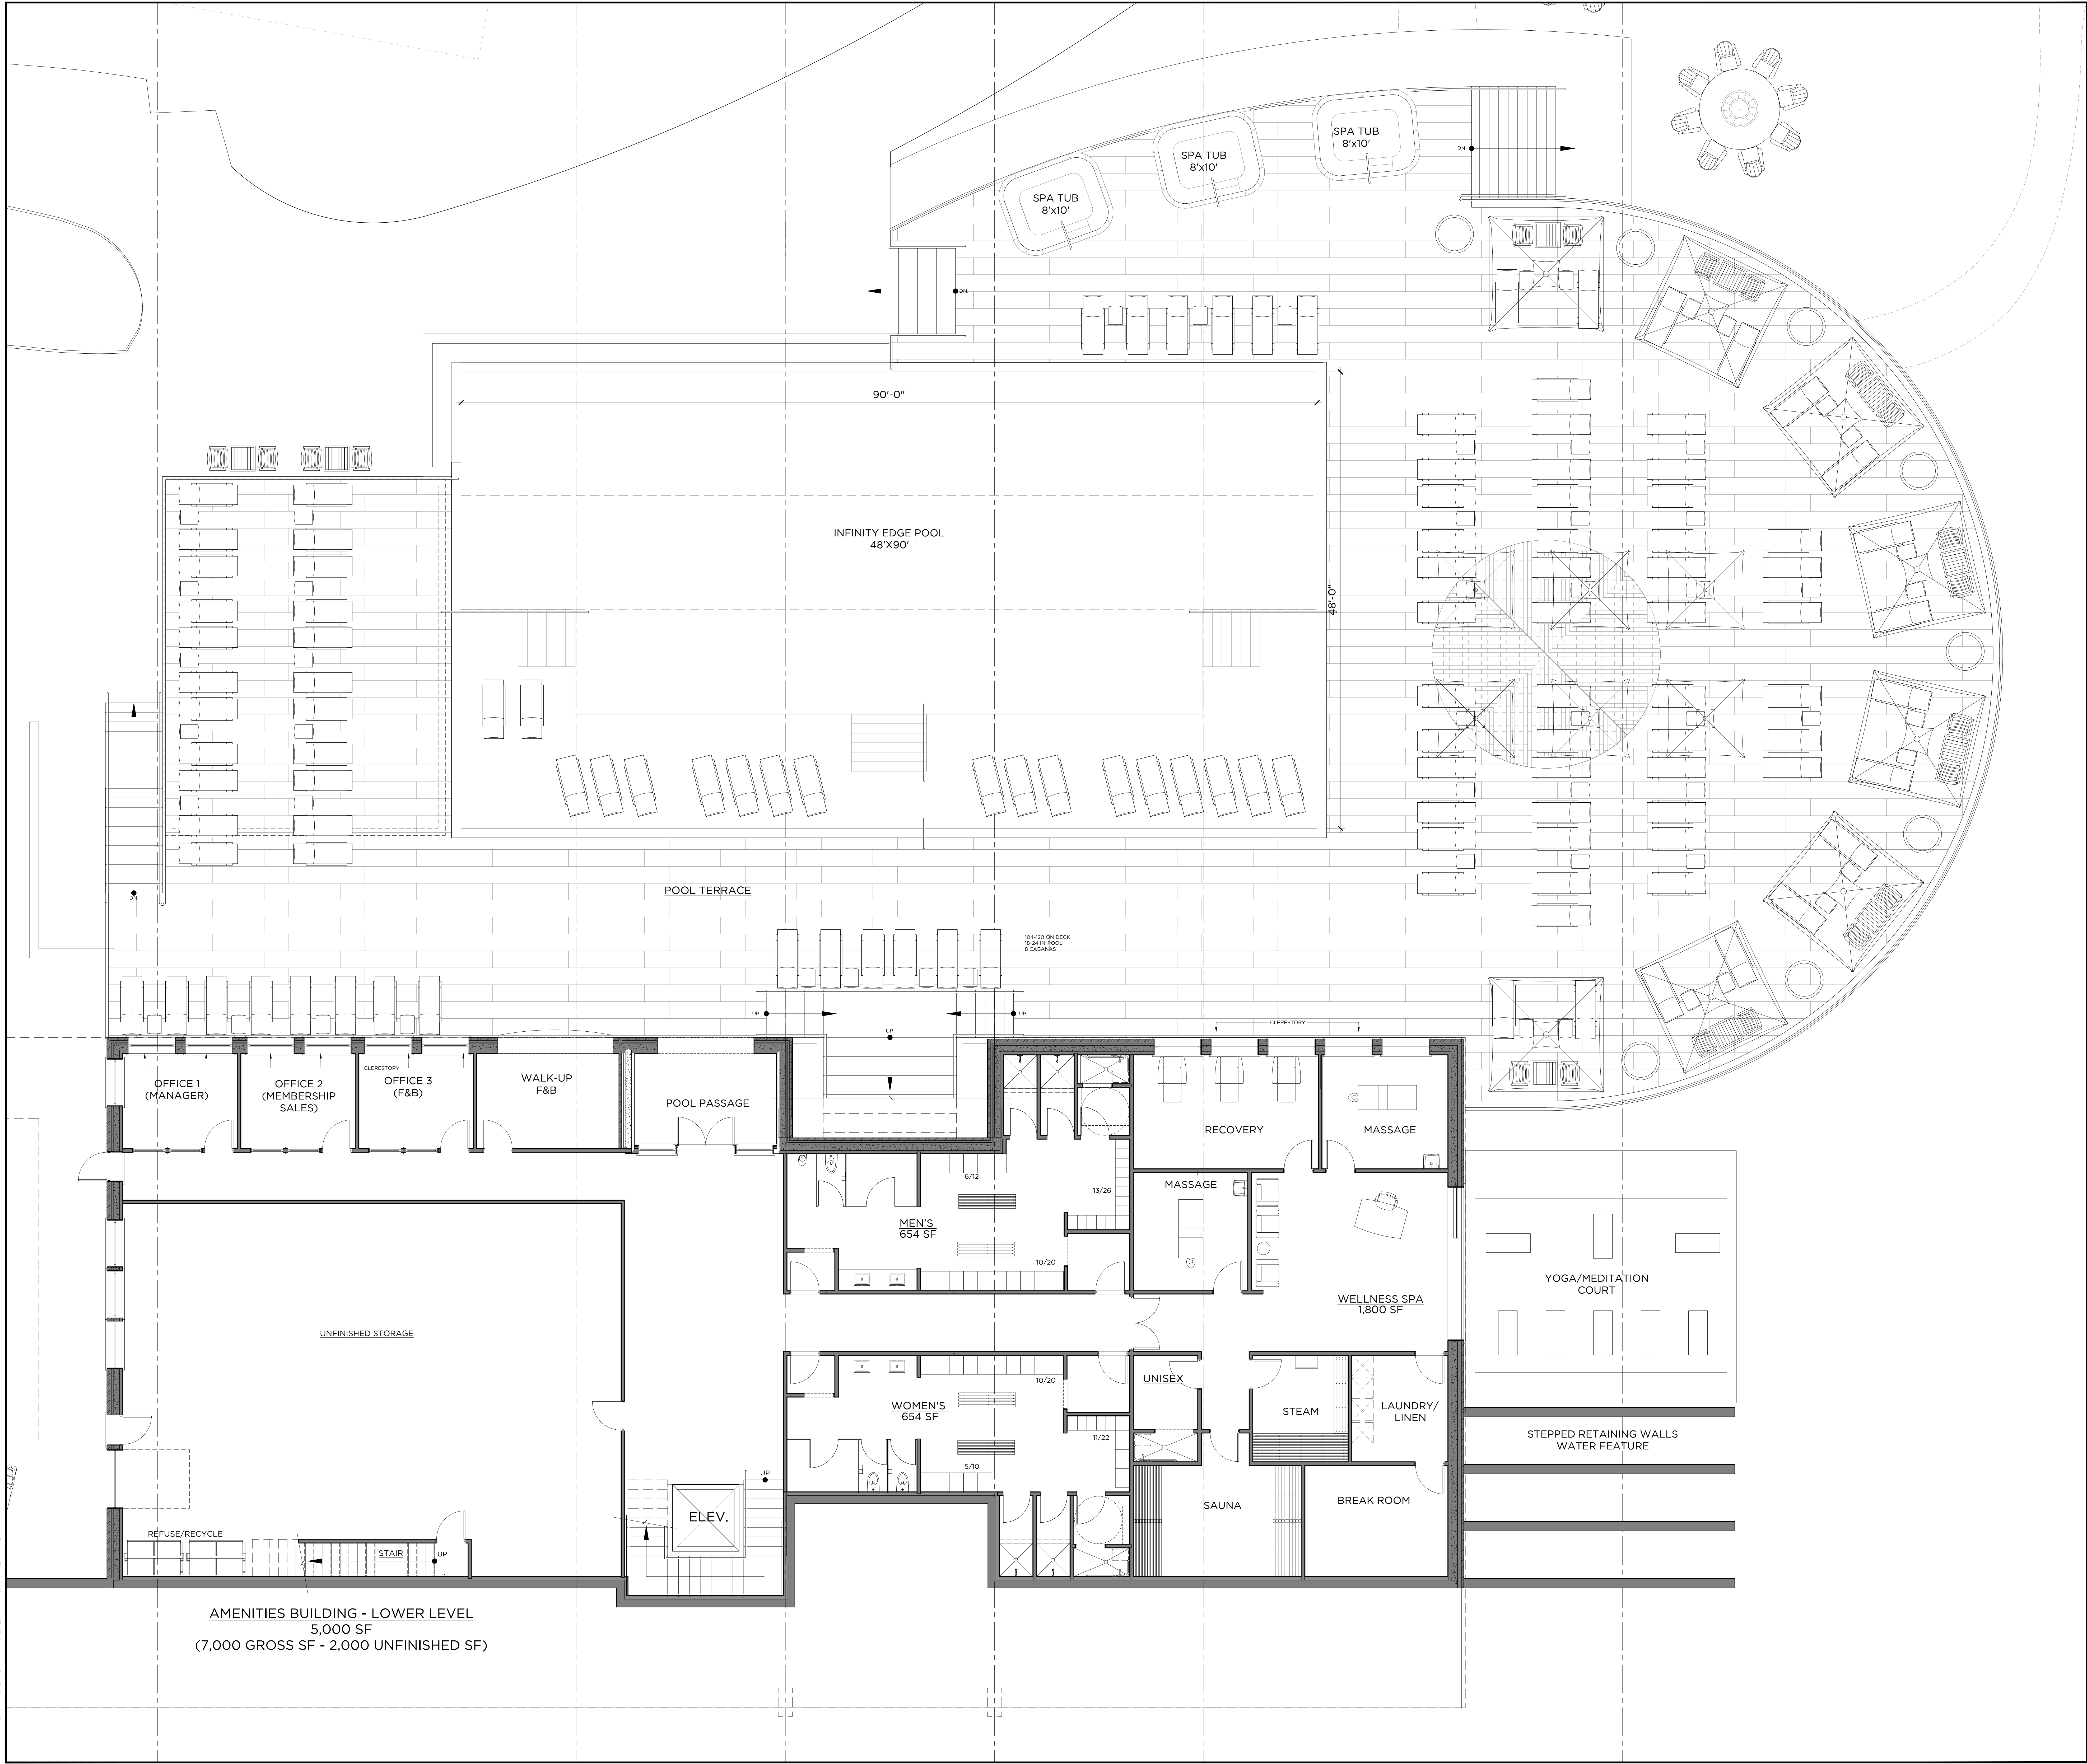 SPA TUB
8'x10'
SPA TUB
8'x10'
SPA TUB
8'x10'
DN.
DN.
90'-0"
INFINITY EDGE POOL
48'X90'
48'-0"
DN.
POOL TERRACE
104-120 ON DECK
18-24 IN-POOL
8 CABANAS
UP
UP
UP
CLERESTORY
CLERESTORY
OFFICE 1
(MANAGER)
OFFICE 2
(MEMBERSHIP
SALES)
OFFICE 3
(F&B)
WALK-UP
F&B
POOL PASSAGE
RECOVERY
MASSAGE
6/12
13/26
MASSAGE
MEN'S
654 SF
10/20
WELLNESS SPA
1,800 SF
YOGA/MEDITATION
COURT
UNFINISHED STORAGE
10/20
UNISEX
WOMEN'S
654 SF
STEAM
LAUNDRY/
LINEN
11/22
5/10
STEPPED RETAINING WALLS
WATER FEATURE
UP
ELEV.
SAUNA
BREAK ROOM
REFUSE/RECYCLE
STAIR
UP
AMENITIES BUILDING - LOWER LEVEL
5,000 SF
(7,000 GROSS SF - 2,000 UNFINISHED SF)